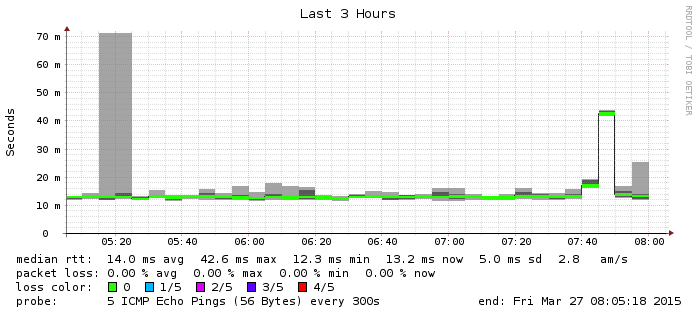 Last 3 Hours
RRDTOOL / TOBI OETIKER
Seconds
70 m
60 m
50 m
40 m
30 m
20 m
10 m
0
05:20 05:40 06:00 06:20 06:40 07:00 07:20 07:40 08:00
median rtt: 14.0 ms avg 42.6 ms max 12.3 ms min 13.2 ms now 5.0 ms sd 2.8 am/s
packet loss: 0.00 % avg 0.00 % max 0.00 % min 0.00 % now
loss color: 0 1/5 2/5 3/5 4/5
probe: 5 ICMP Echo Pings (56 Bytes) every 300s end: Fri Mar 27 08:05:18 2015